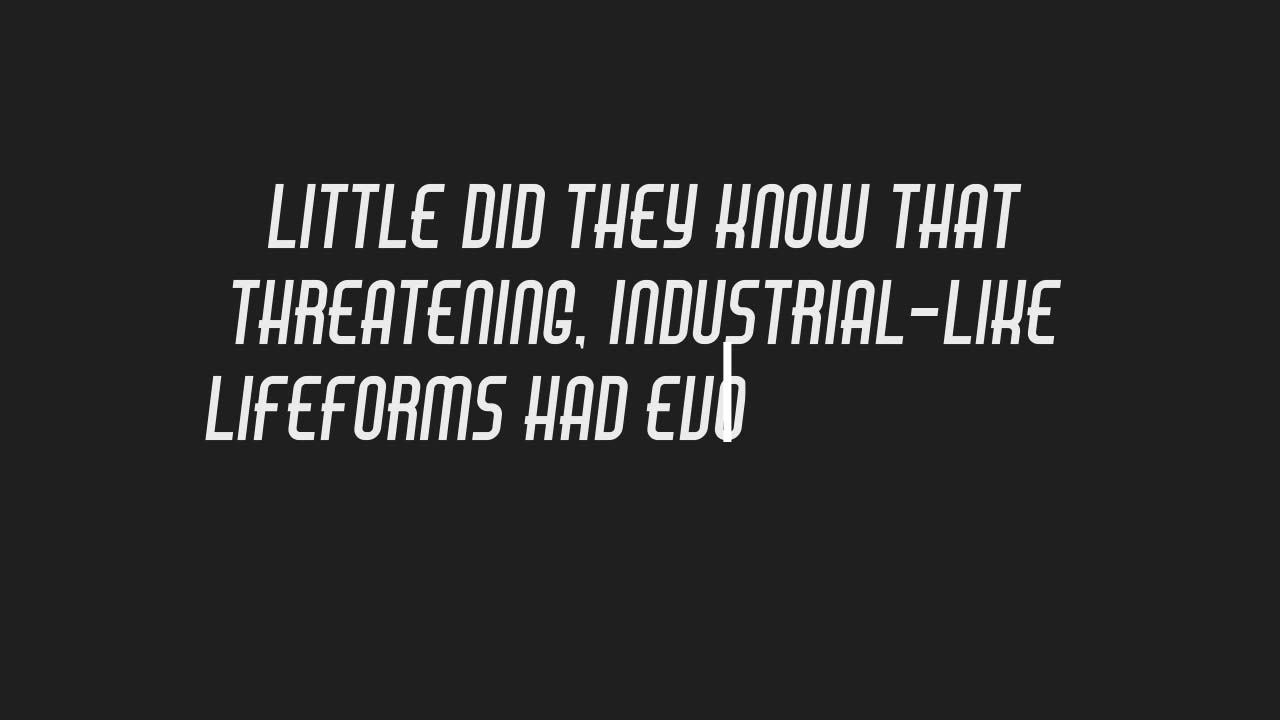 LITTLE DID THEY KNOW THAT
THREATENING, INDUSTRIAL-LIKE
LIFEFORMS HAD EVO